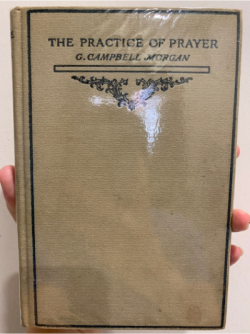 THE PRACTICE OF PRAYER
G. CAMPBELL MORGAN